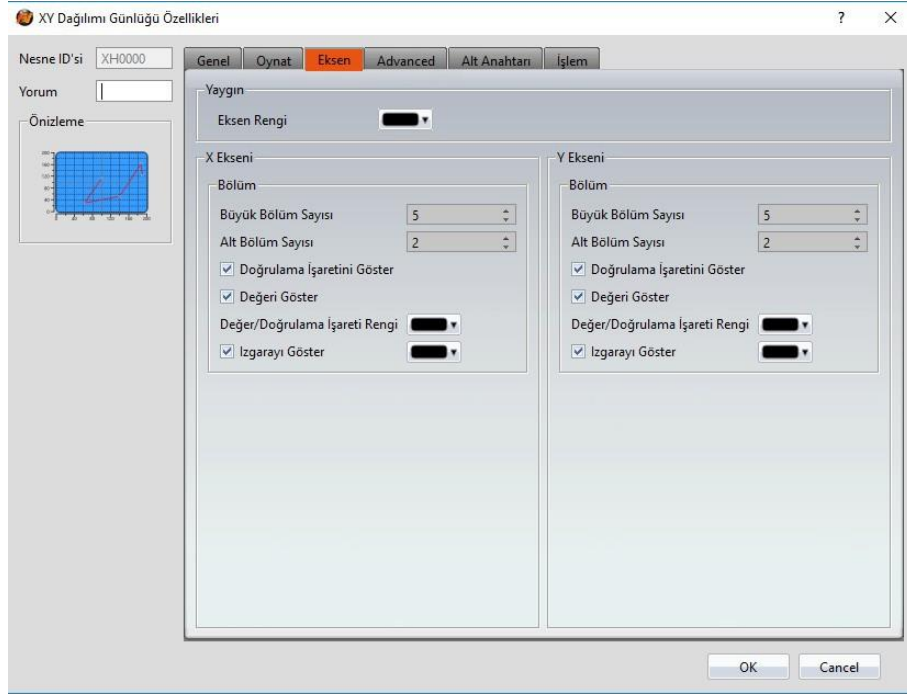 XY Dağılımı Günlüğü Özellikleri
?
Nesne ID'si XH0000
Yorum
Önizleme
Genel Oynat Eksen Advanced Alt Anahtarı İşlem
Yaygın
Eksen Rengi
X Ekseni
Bölüm
Büyük Bölüm Sayısı 5
Alt Bölüm Sayısı 2
Doğrulama İşaretini Göster
Değeri Göster
Değer/Doğrulama İşareti Rengi
Izgarayı Göster
Y Ekseni
Bölüm
Büyük Bölüm Sayısı 5
Alt Bölüm Sayısı 2
Doğrulama İşaretini Göster
Değeri Göster
Değer/Doğrulama İşareti Rengi
Izgarayı Göster
OK Cancel